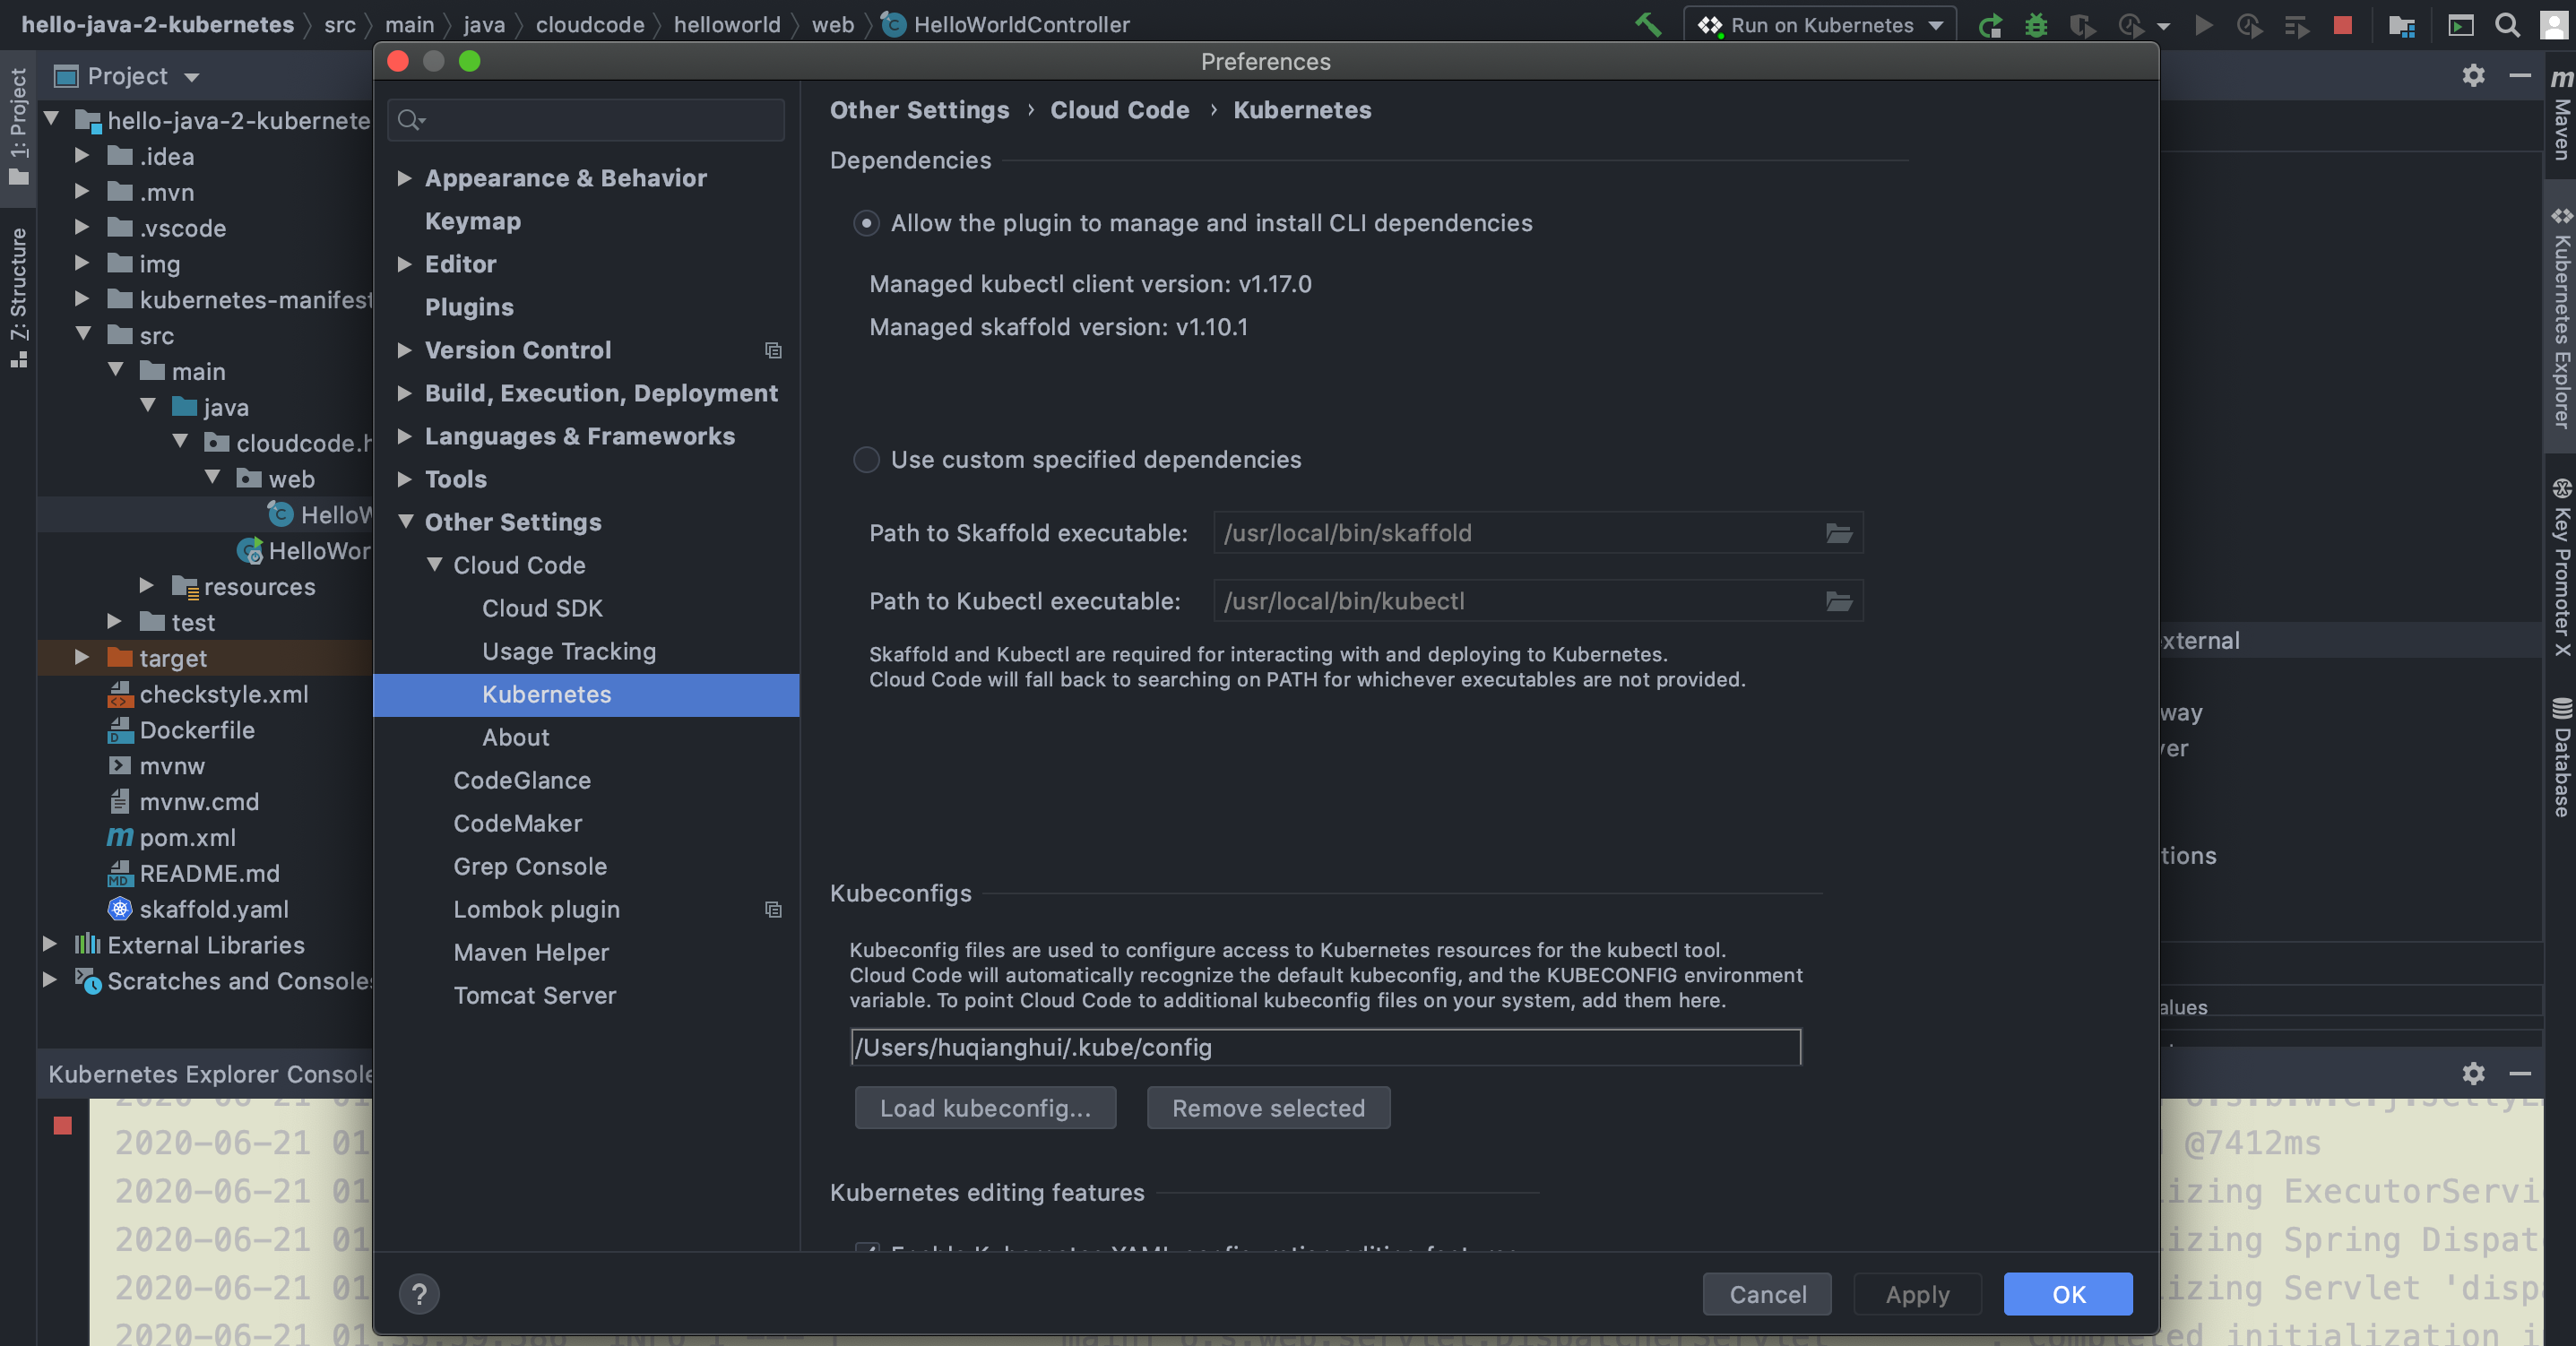 hello-java-2-kubernetes src main java cloudcode helloworld web HelloWorldController
Run on Kubernetes
Project
1: Project
Z: Structure
hello-java-2-kubernete
.idea
.mvn
.vscode
img
kubernetes-manifest
src
main
java
cloudcode.h
web
HelloW
HelloWor
resources
test
target
checkstyle.xml
Dockerfile
mvnw
mvnw.cmd
pom.xml
README.md
skaffold.yaml
External Libraries
Scratches and Consoles
Preferences
Appearance & Behavior
Keymap
Editor
Plugins
Version Control
Build, Execution, Deployment
Languages & Frameworks
Tools
Other Settings
Cloud Code
Cloud SDK
Usage Tracking
Kubernetes
About
CodeGlance
CodeMaker
Grep Console
Lombok plugin
Maven Helper
Tomcat Server
Other Settings › Cloud Code › Kubernetes
Dependencies
Allow the plugin to manage and install CLI dependencies
Managed kubectl client version: v1.17.0
Managed skaffold version: v1.10.1
Use custom specified dependencies
Path to Skaffold executable: /usr/local/bin/skaffold
Path to Kubectl executable: /usr/local/bin/kubectl
Skaffold and Kubectl are required for interacting with and deploying to Kubernetes.
Cloud Code will fall back to searching on PATH for whichever executables are not provided.
Kubeconfigs
Kubeconfig files are used to configure access to Kubernetes resources for the kubectl tool.
Cloud Code will automatically recognize the default kubeconfig, and the KUBECONFIG environment
variable. To point Cloud Code to additional kubeconfig files on your system, add them here.
/Users/huqianghui/.kube/config
Load kubeconfig...
Remove selected
Kubernetes editing features
Cancel
Apply
OK
xternal
way
ver
tions
alues
Maven
Kubernetes Explorer
Key Promoter X
Database
Kubernetes Explorer Console
2020-06-21 01
2020-06-21 01 @7412ms
2020-06-21 01 izing ExecutorServi
2020-06-21 01 izing Spring Dispat
2020-06-21 01 izing Servlet 'disp